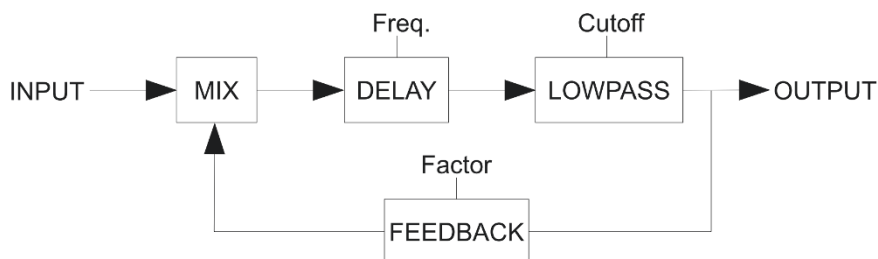 Freq.
Cutoff
INPUT
MIX
DELAY
LOWPASS
OUTPUT
Factor
FEEDBACK